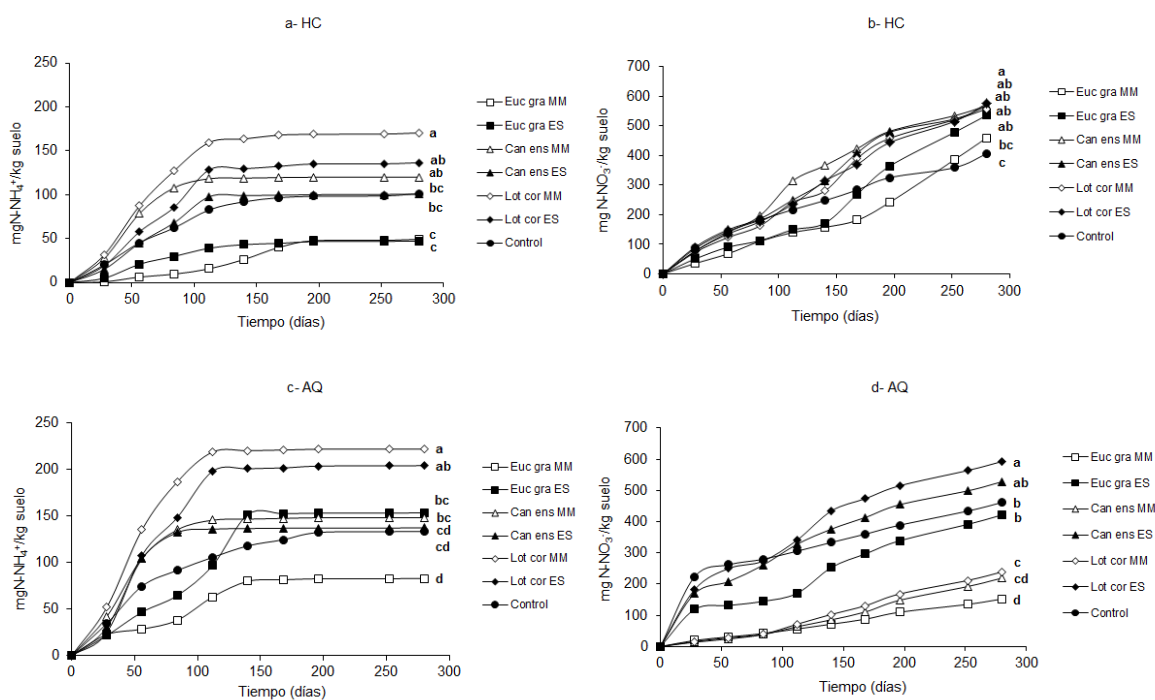 a- HC
250
200
150
100
50
0
0 50 100 150 200 250 300
mgN-NH₄⁺/kg suelo
Tiempo (días)
a
ab
ab
bc
bc
c
c
Euc gra MM
Euc gra ES
Can ens MM
Can ens ES
Lot cor MM
Lot cor ES
Control
b- HC
700
600
500
400
300
200
100
0
0 50 100 150 200 250 300
mg N-NO₃⁻/kg suelo
Tiempo (días)
a
ab
ab
ab
ab
bc
c
Euc gra MM
Euc gra ES
Can ens MM
Can ens ES
Lot cor MM
Lot cor ES
Control
c- AQ
250
200
150
100
50
0
0 50 100 150 200 250 300
mgN-NH₄⁺/kg suelo
Tiempo (días)
a
ab
bc
bc
cd
cd
d
Euc gra MM
Euc gra ES
Can ens MM
Can ens ES
Lot cor MM
Lot cor ES
Control
d- AQ
700
600
500
400
300
200
100
0
0 50 100 150 200 250 300
mg N-NO₃⁻/kg suelo
Tiempo (días)
a
ab
b
b
c
cd
d
Euc gra MM
Euc gra ES
Can ens MM
Can ens ES
Lot cor MM
Lot cor ES
Control